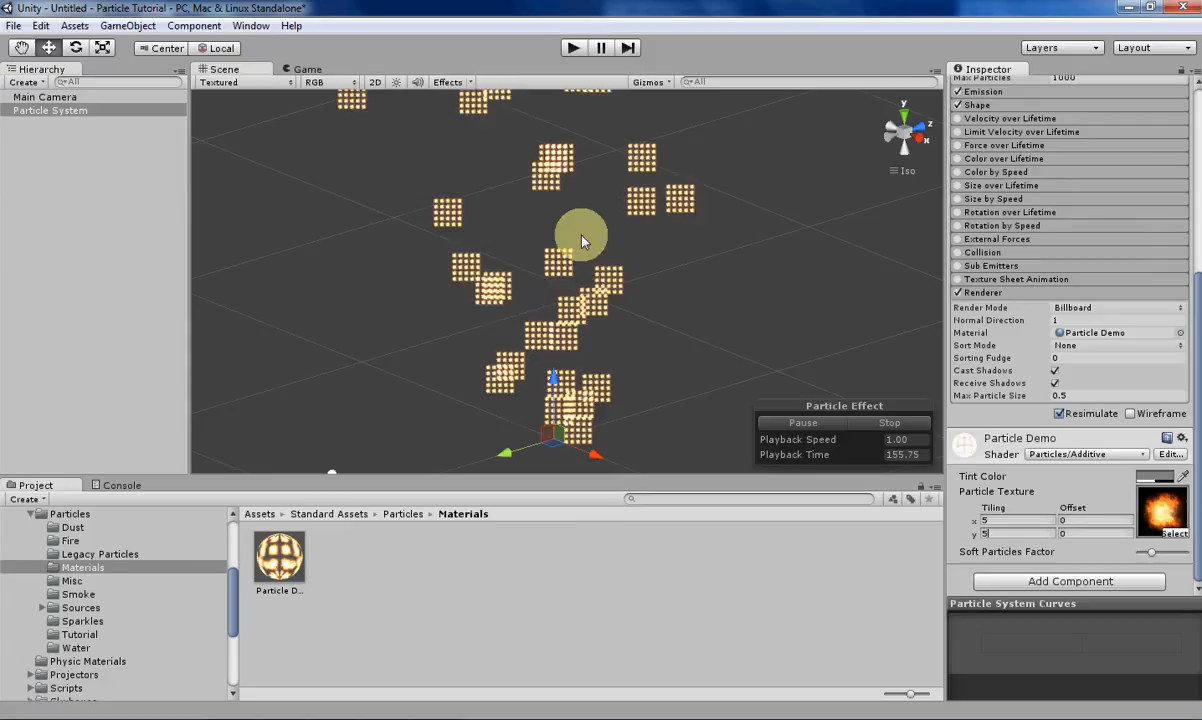 Unity - Untitled - Particle Tutorial - PC, Mac & Linux Standalone*
File Edit Assets GameObject Component Window Help
Center Local Layers Layout
Hierarchy
Create All
Main Camera
Particle System
Scene Game
Textured RGB 2D Effects Gizmos All
y
z
x
Iso
Particle Effect
Pause Stop
Playback Speed 1.00
Playback Time 155.75
Inspector
Max Particles 1000
Emission
Shape
Velocity over Lifetime
Limit Velocity over Lifetime
Force over Lifetime
Color over Lifetime
Color by Speed
Size over Lifetime
Size by Speed
Rotation over Lifetime
Rotation by Speed
External Forces
Collision
Sub Emitters
Texture Sheet Animation
Renderer
Render Mode Billboard
Normal Direction 1
Material Particle Demo
Sort Mode None
Sorting Fudge 0
Cast Shadows
Receive Shadows
Max Particle Size 0.5
Resimulate Wireframe
Particle Demo
Shader Particles/Additive Edit...
Tint Color
Particle Texture
Tiling Offset
x 5 0
y 5 0
Select
Soft Particles Factor
Add Component
Particle System Curves
Project Console
Create
Particles
Dust
Fire
Legacy Particles
Materials
Misc
Smoke
Sources
Sparkles
Tutorial
Water
Physic Materials
Projectors
Scripts
Assets Standard Assets Particles Materials
Particle D...